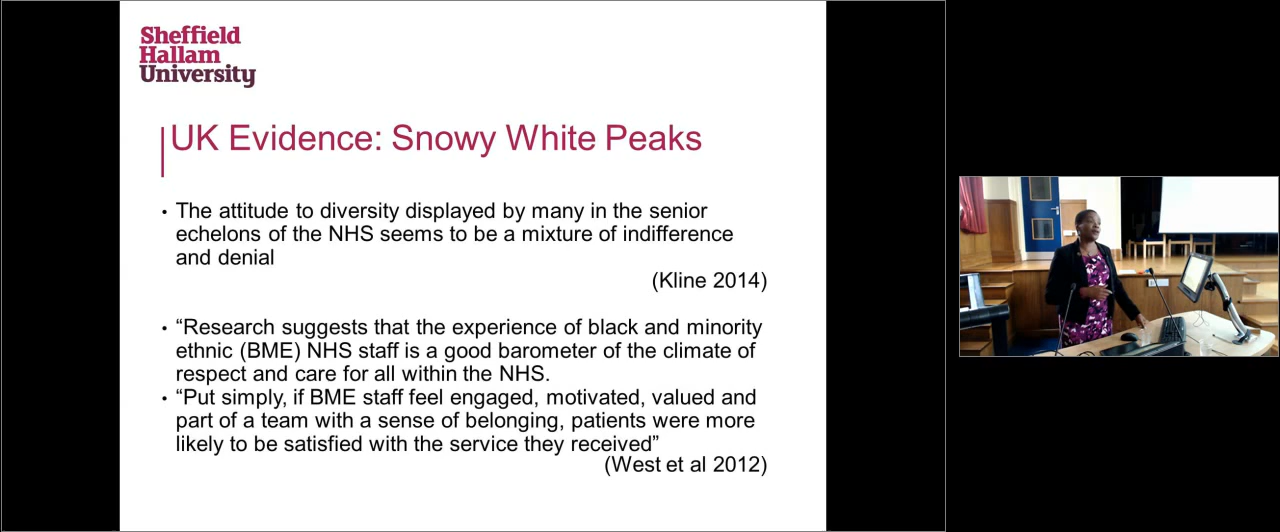 Sheffield
Hallam
University
UK Evidence: Snowy White Peaks
• The attitude to diversity displayed by many in the senior
echelons of the NHS seems to be a mixture of indifference
and denial
(Kline 2014)
• “Research suggests that the experience of black and minority
ethnic (BME) NHS staff is a good barometer of the climate of
respect and care for all within the NHS.
• “Put simply, if BME staff feel engaged, motivated, valued and
part of a team with a sense of belonging, patients were more
likely to be satisfied with the service they received”
(West et al 2012)